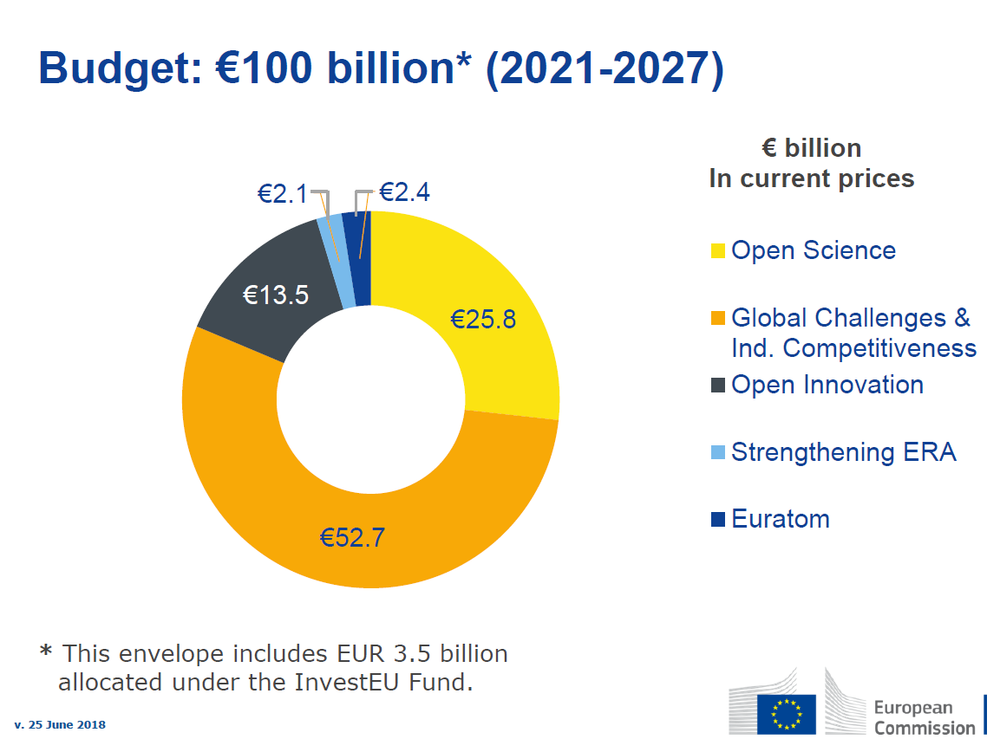 Budget: €100 billion* (2021-2027)
€ billion
In current prices
€2.1
€2.4
€13.5
€25.8
€52.7
Open Science
Global Challenges &
Ind. Competitiveness
Open Innovation
Strengthening ERA
Euratom
* This envelope includes EUR 3.5 billion
allocated under the InvestEU Fund.
v. 25 June 2018
European
Commission